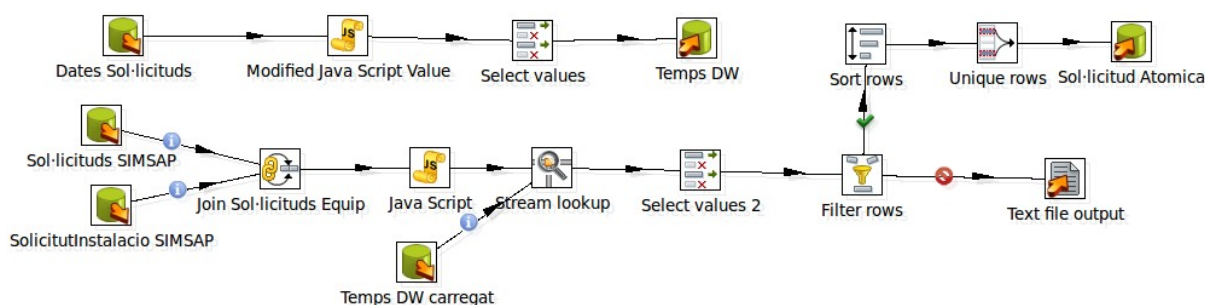 Dates Sol·licituds
Modified Java Script Value
Select values
Temps DW
Sort rows
Unique rows
Sol·licitud Atomica
Sol·licituds SIMSAP
SolicitutInstalacio SIMSAP
Join Sol·licituds Equip
Java Script
Stream lookup
Select values 2
Filter rows
Text file output
Temps DW carregat